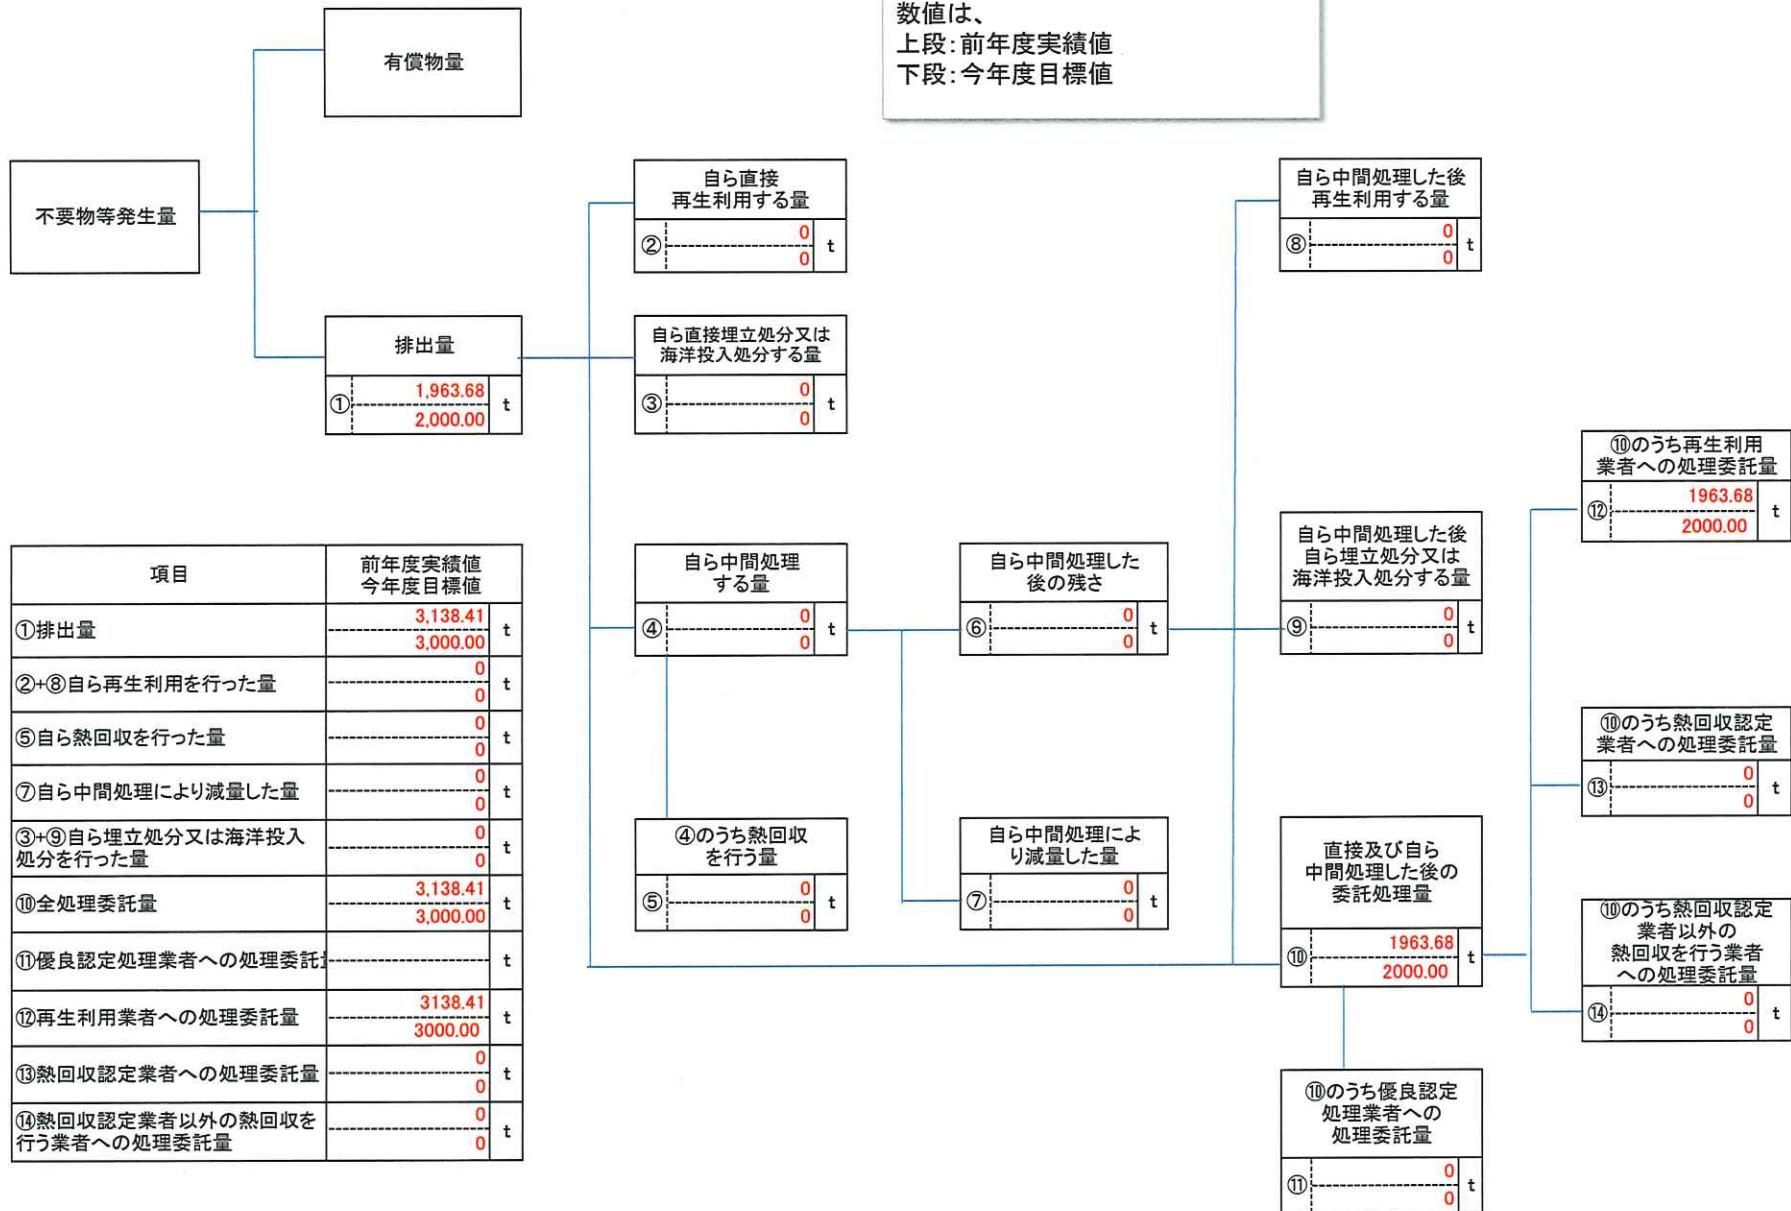 数値は、
上段:前年度実績値
下段:今年度目標値
有償物量
不要物等発生量
排出量
① 1,963.68 t
2,000.00
自ら直接
再生利用する量
② 0 t
0
自ら直接埋立処分又は
海洋投入処分する量
③ 0 t
0
自ら中間処理
する量
④ 0 t
0
④のうち熱回収
を行う量
⑤ 0 t
0
自ら中間処理した
後の残さ
⑥ 0 t
0
自ら中間処理によ
り減量した量
⑦ 0 t
0
自ら中間処理した後
再生利用する量
⑧ 0 t
0
自ら中間処理した後
自ら埋立処分又は
海洋投入処分する量
⑨ 0 t
0
直接及び自ら
中間処理した後の
委託処理量
⑩ 1963.68 t
2000.00
⑩のうち優良認定
処理業者への
処理委託量
⑪ 0 t
0
⑩のうち再生利用
業者への処理委託量
⑫ 1963.68 t
2000.00
⑩のうち熱回収認定
業者への処理委託量
⑬ 0 t
0
⑩のうち熱回収認定
業者以外の
熱回収を行う業者
への処理委託量
⑭ 0 t
0
項目 前年度実績値
今年度目標値
①排出量 3,138.41 t
3,000.00
②+⑧自ら再生利用を行った量 0 t
0
⑤自ら熱回収を行った量 0 t
0
⑦自ら中間処理により減量した量 0 t
0
③+⑨自ら埋立処分又は海洋投入
処分を行った量 0 t
0
⑩全処理委託量 3,138.41 t
3,000.00
⑪優良認定処理業者への処理委託 t
⑫再生利用業者への処理委託量 3138.41 t
3000.00
⑬熱回収認定業者への処理委託量 0 t
0
⑭熱回収認定業者以外の熱回収を
行う業者への処理委託量 0 t
0